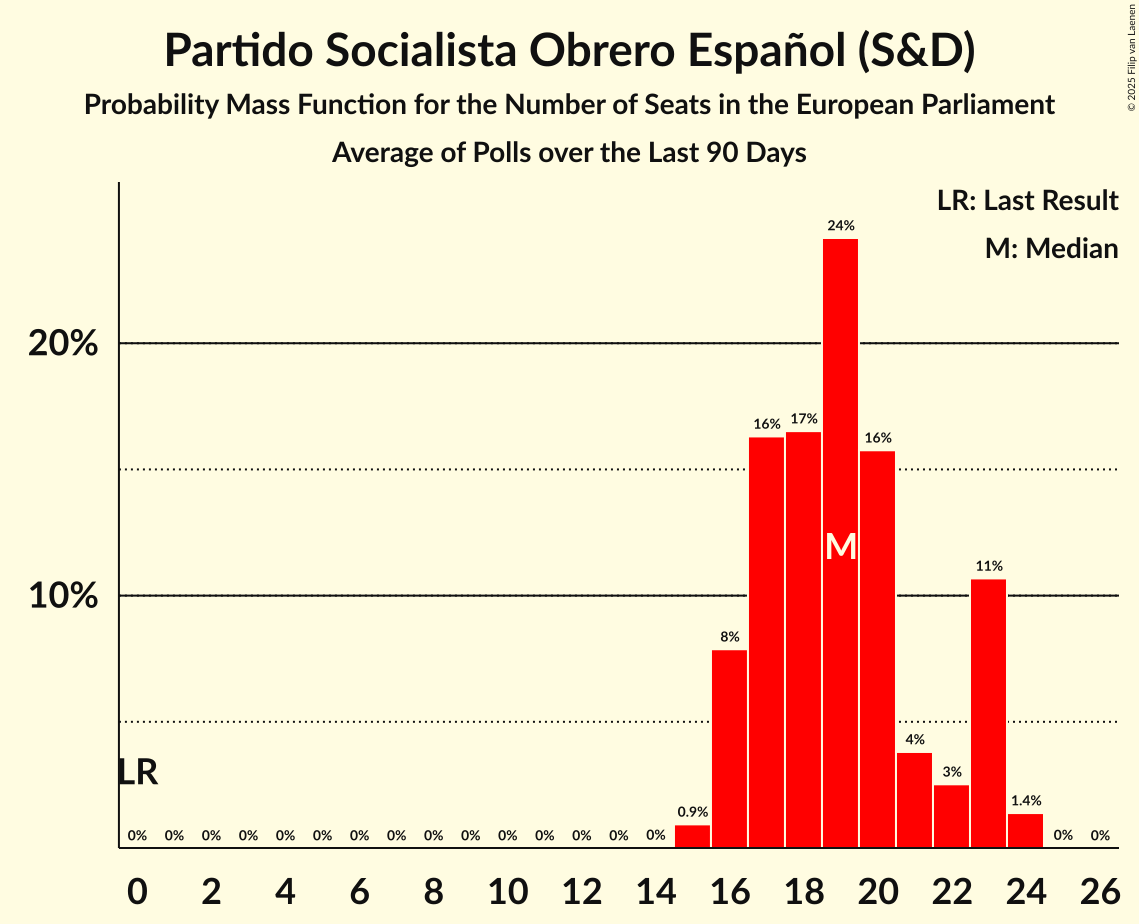 Partido Socialista Obrero Español (S&D)
Probability Mass Function for the Number of Seats in the European Parliament
Average of Polls over the Last 90 Days
© 2025 Filip van Laenen
LR: Last Result
M: Median
24%
20%
16% 17% 16%
M
11%
10%
8%
4%
3%
LR
0.9% 1.4%
0% 0% 0% 0% 0% 0% 0% 0% 0% 0% 0% 0% 0% 0% 0% 0% 0%
0 2 4 6 8 10 12 14 16 18 20 22 24 26